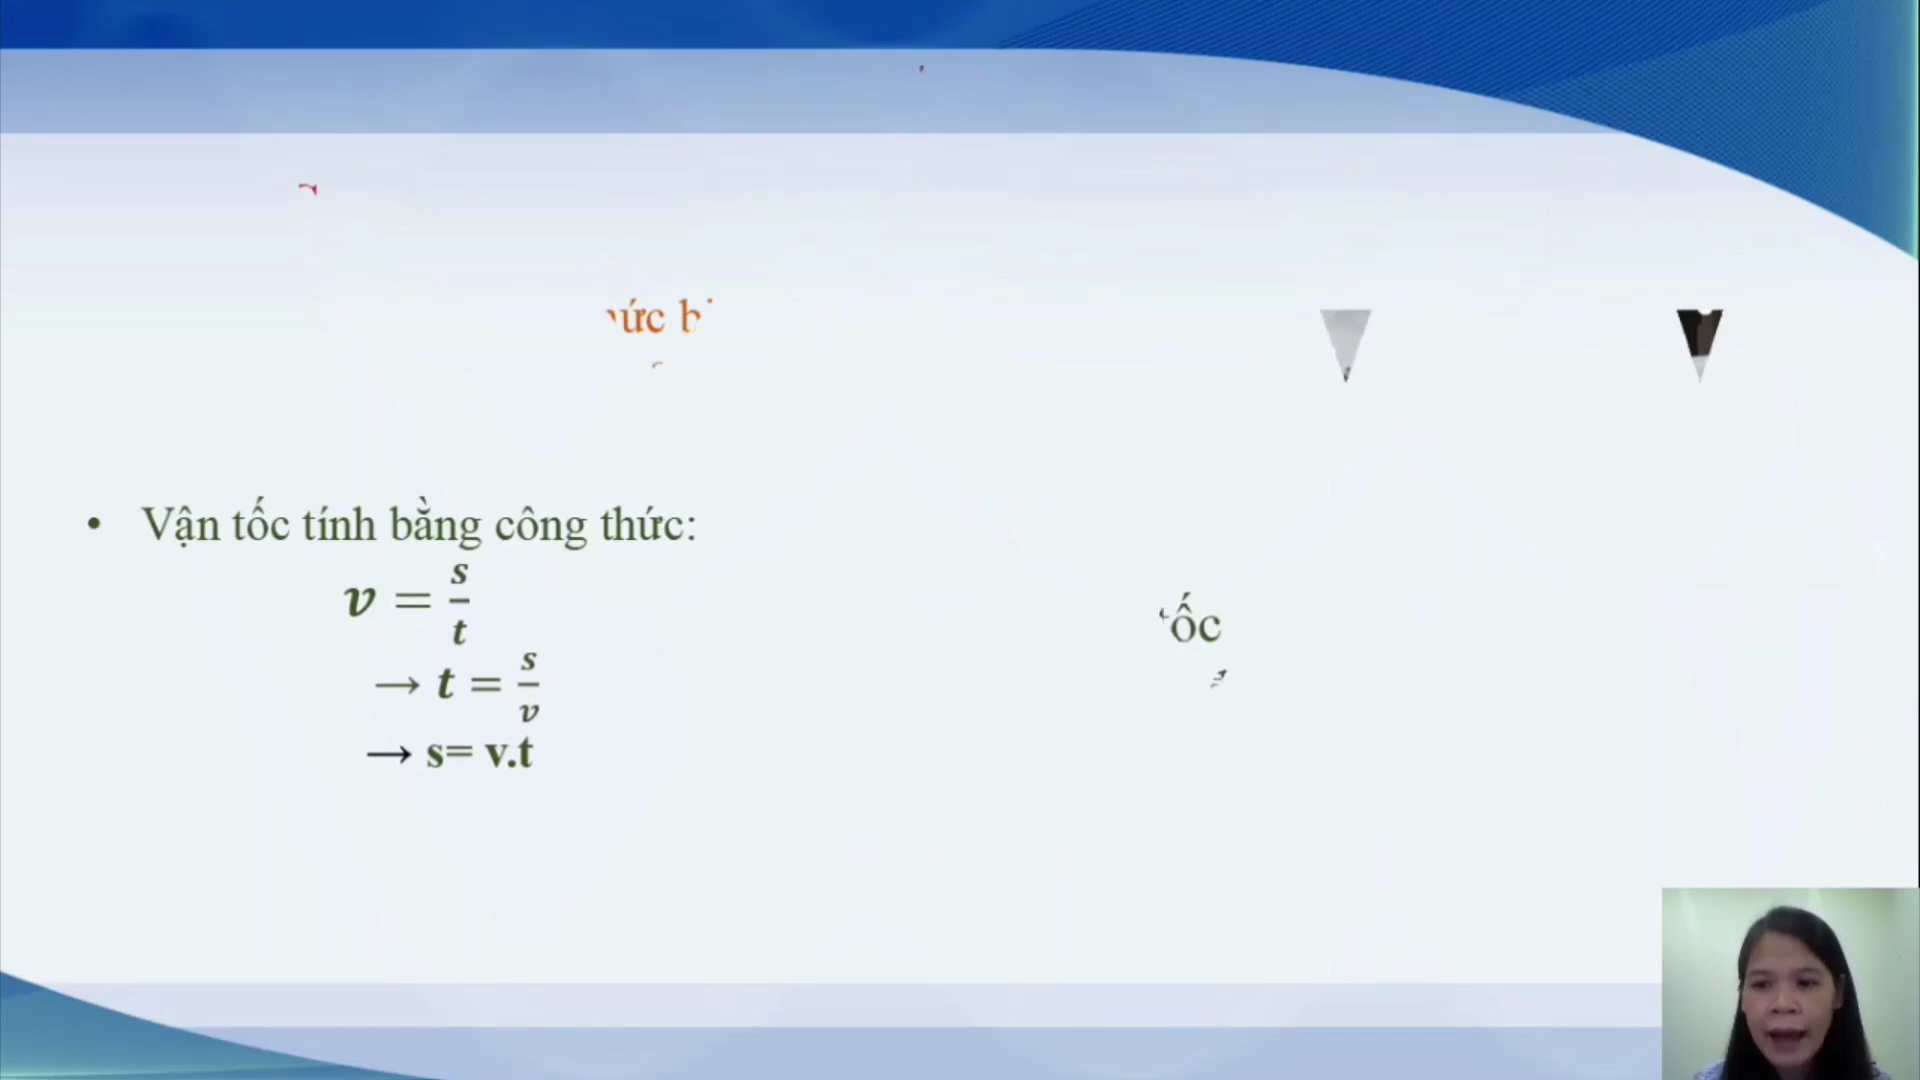 • Vận tốc tính bằng công thức:
v = s/t
→ t = s/v
→ s= v.t